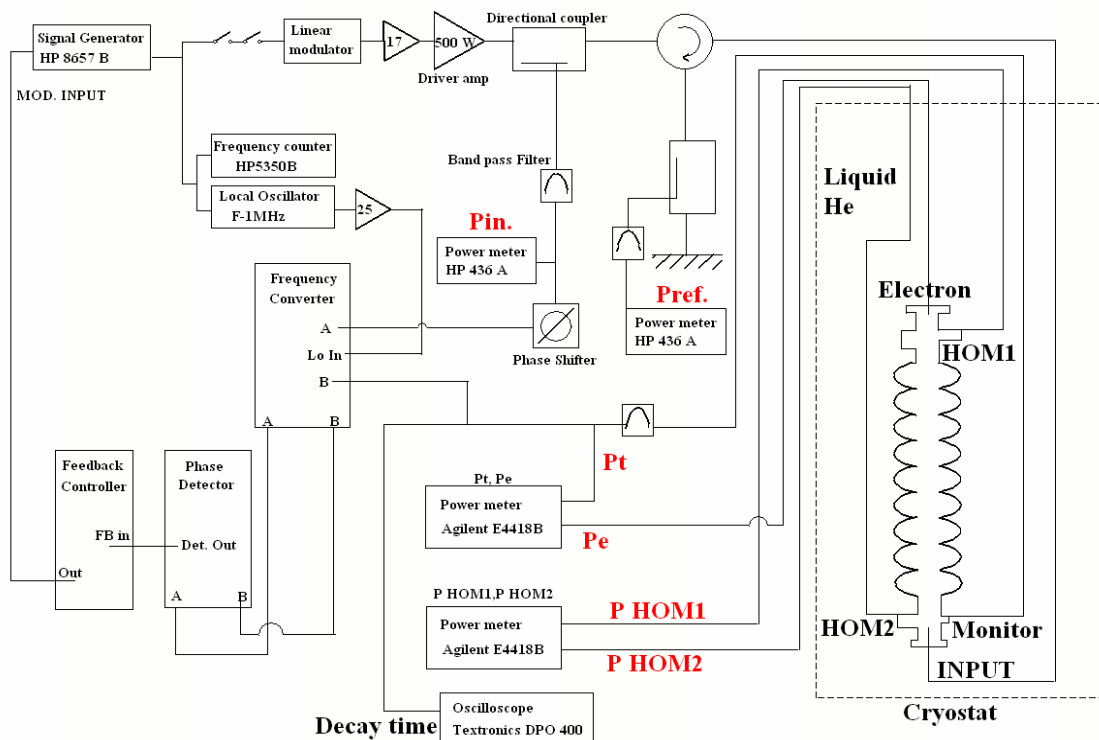 Signal Generator
HP 8657 B
MOD. INPUT
Linear
modulator
17
500 W
Driver amp
Directional coupler
Frequency counter
HP5350B
Local Oscillator
F-1MHz
25
Band pass Filter
Pin.
Power meter
HP 436 A
Pref.
Power meter
HP 436 A
Phase Shifter
Frequency
Converter
A
Lo In
B
A
B
Feedback
Controller
FB in
Out
Phase
Detector
Det. Out
A
B
Pt
Pt, Pe
Power meter
Agilent E4418B
Pe
P HOM1,P HOM2
Power meter
Agilent E4418B
P HOM1
P HOM2
Decay time
Oscilloscope
Textronics DPO 400
Liquid
He
Electron
HOM1
HOM2
Monitor
INPUT
Cryostat